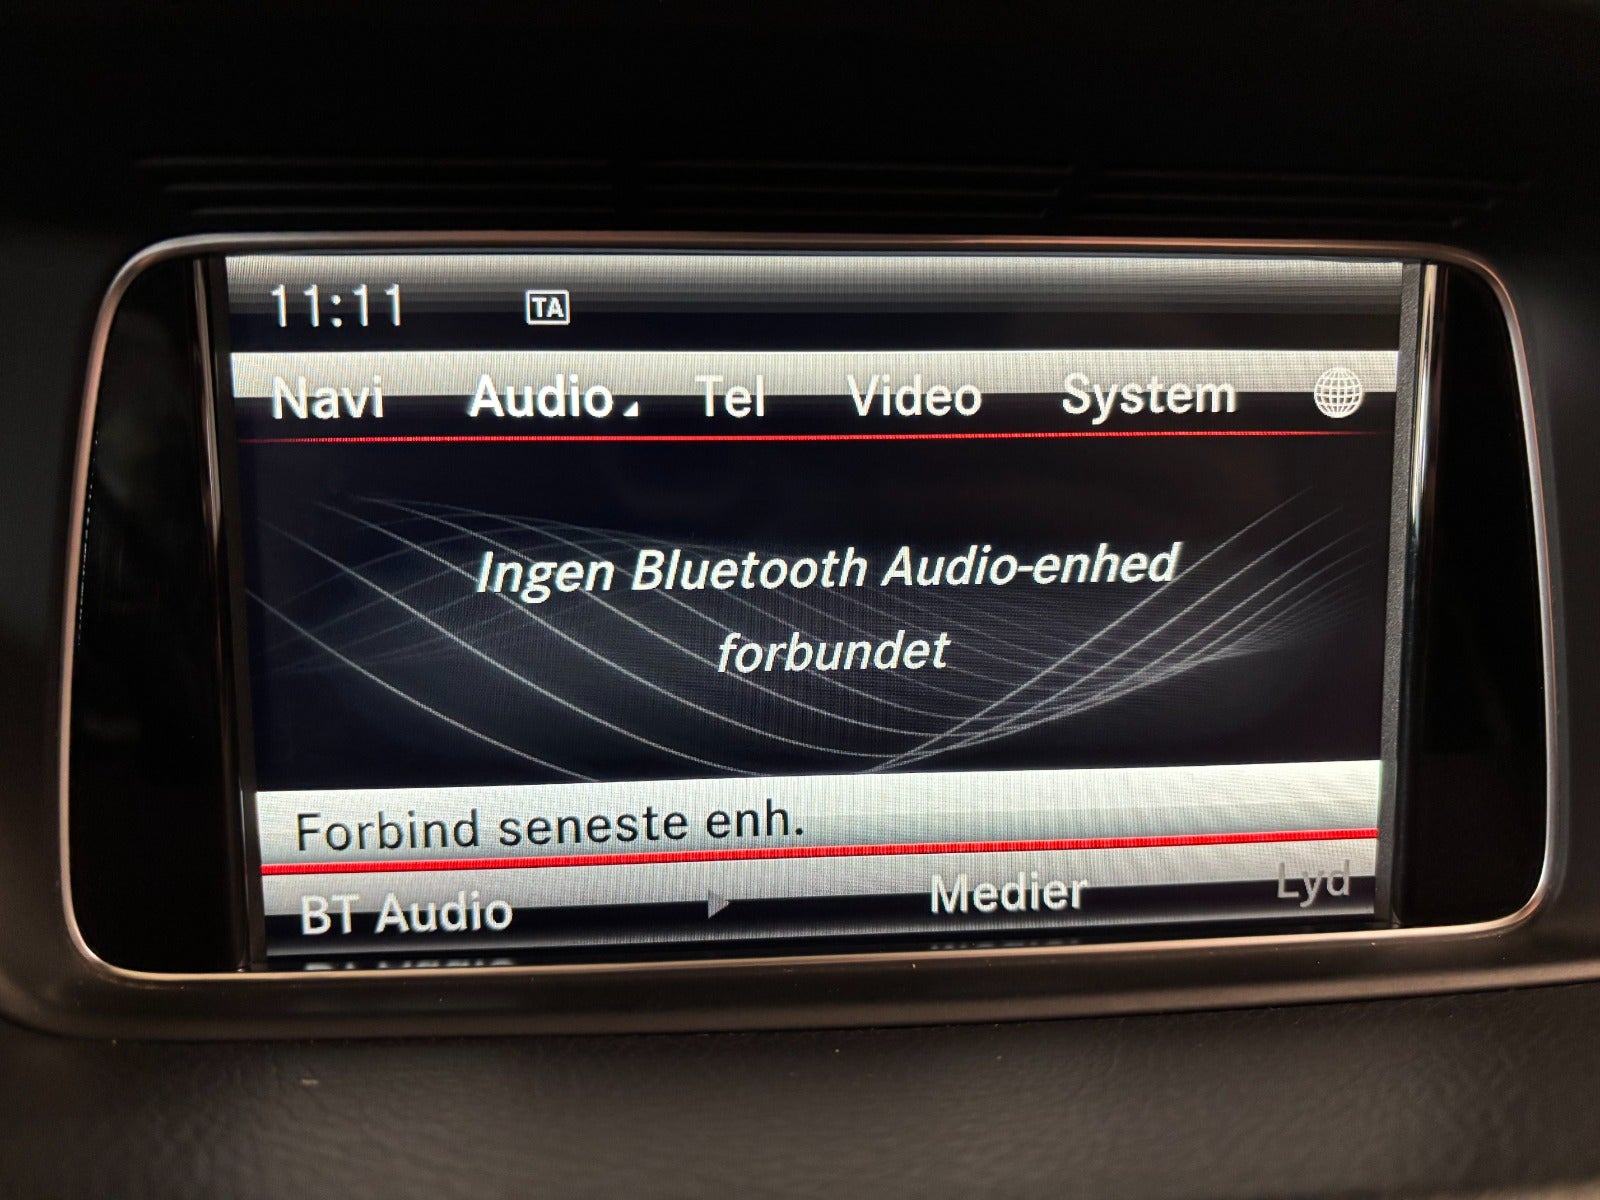 11:11 TA
Navi Audio Tel Video System
Ingen Bluetooth Audio-enhed
forbundet
Forbind seneste enh.
BT Audio Medier Lyd